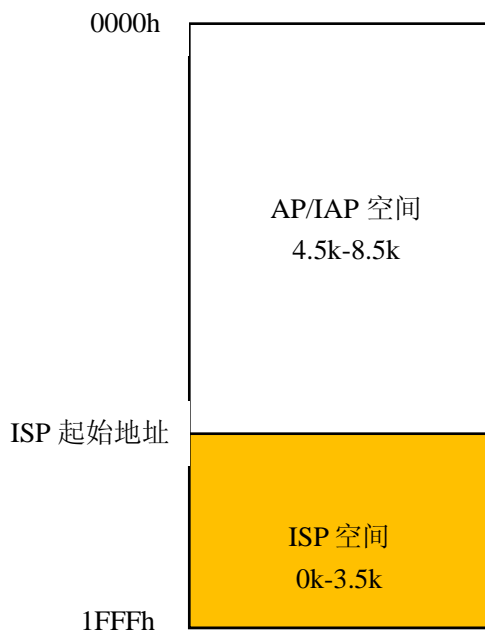 0000h
AP/IAP 空间
4.5k-8.5k
ISP 起始地址
ISP 空间
0k-3.5k
1FFFh